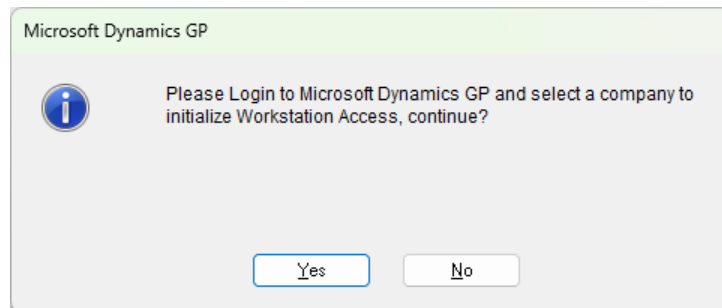 Microsoft Dynamics GP
Please Login to Microsoft Dynamics GP and select a company to
initialize Workstation Access, continue?
Yes
No